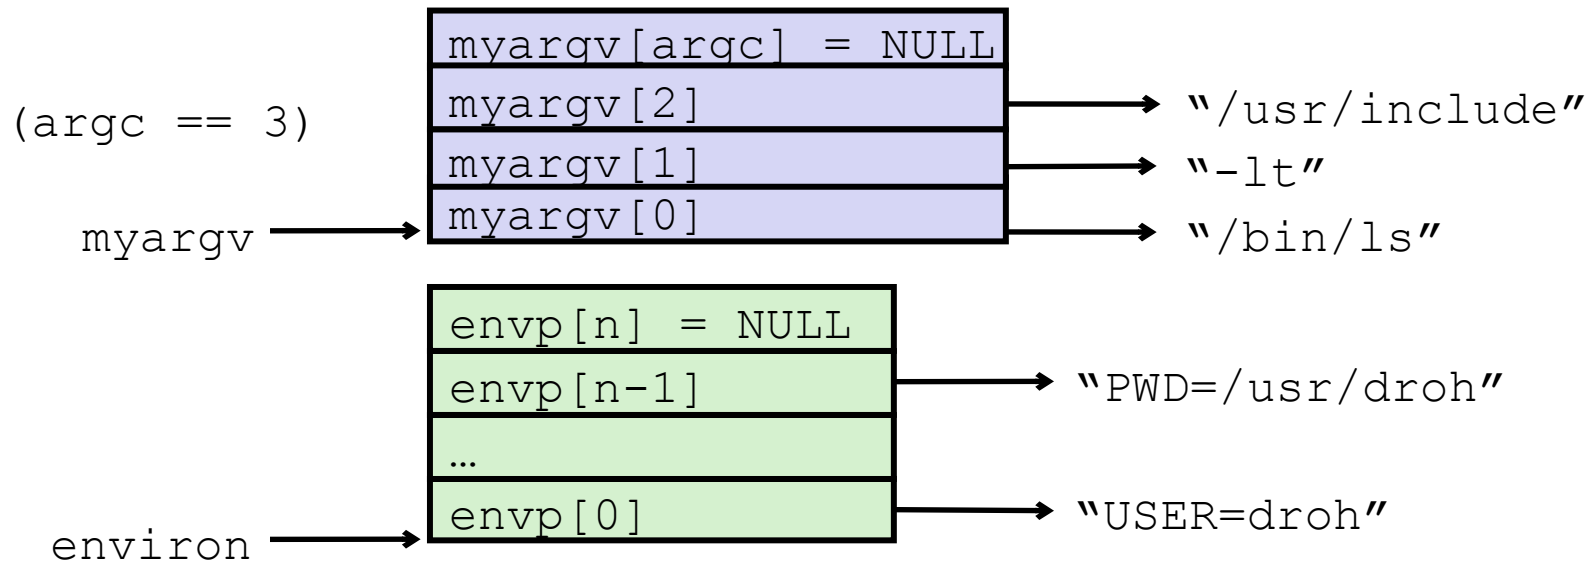 myargv[argc] = NULL
(argc == 3)
myargv[2]
“/usr/include”
myargv[1]
“-lt”
myargv
myargv[0]
“/bin/ls”
envp[n] = NULL
envp[n-1]
“PWD=/usr/droh”
…
envp[0]
“USER=droh”
environ